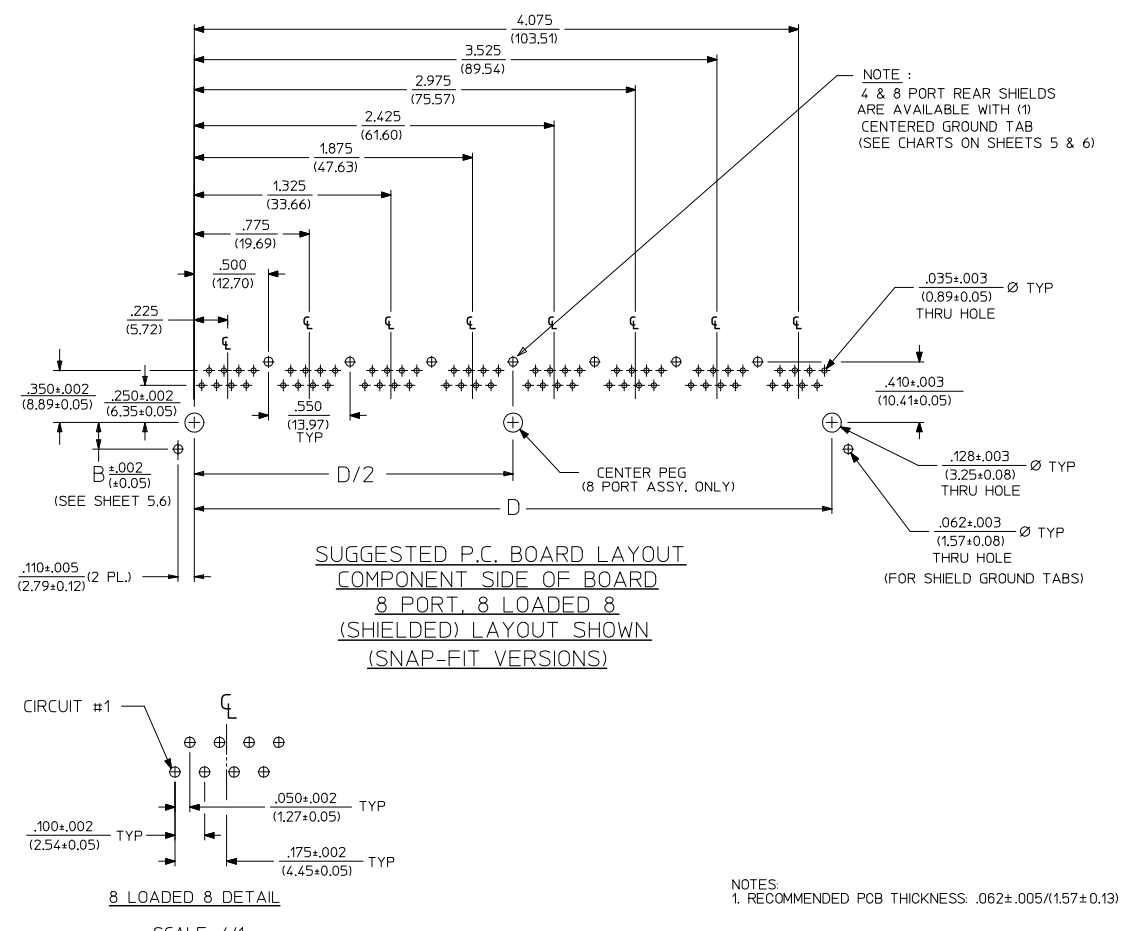 4.075
(103.51)
3.525
(89.54)
2.975
(75.57)
2.425
(61.60)
1.875
(47.63)
1.325
(33.66)
.775
(19.69)
.500
(12.70)
.225
(5.72)
NOTE :
4 & 8 PORT REAR SHIELDS
ARE AVAILABLE WITH (1)
CENTERED GROUND TAB
(SEE CHARTS ON SHEETS 5 & 6)
.035±.003
(0.89±0.05) Ø TYP
THRU HOLE
℄
℄ ℄ ℄ ℄ ℄ ℄ ℄
.350±.002
(8.89±0.05)
.250±.002
(6.35±0.05)
.550
(13.97)
TYP
.410±.003
(10.41±0.05)
B ±.002
(±0.05)
(SEE SHEET 5,6)
D/2
CENTER PEG
(8 PORT ASSY. ONLY)
.128±.003
(3.25±0.08) Ø TYP
THRU HOLE
D
.062±.003
(1.57±0.08) Ø TYP
THRU HOLE
(FOR SHIELD GROUND TABS)
.110±.005
(2.79±0.12) (2 PL.)
SUGGESTED P.C. BOARD LAYOUT
COMPONENT SIDE OF BOARD
8 PORT, 8 LOADED 8
(SHIELDED) LAYOUT SHOWN
(SNAP-FIT VERSIONS)
CIRCUIT #1
℄
.050±.002
(1.27±0.05) TYP
.100±.002
(2.54±0.05) TYP
.175±.002
(4.45±0.05) TYP
8 LOADED 8 DETAIL
NOTES:
1. RECOMMENDED PCB THICKNESS: .062±.005/(1.57±0.13)
SCALE